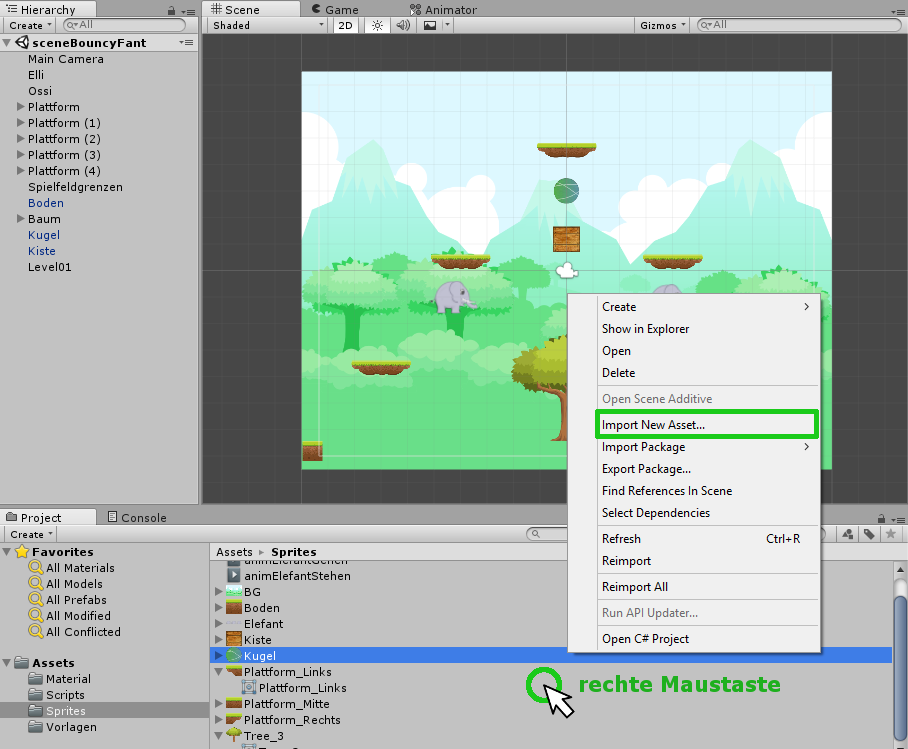 Hierarchy
Create All
sceneBouncyFant
Main Camera
Elli
Ossi
Plattform
Plattform (1)
Plattform (2)
Plattform (3)
Plattform (4)
Spielfeldgrenzen
Boden
Baum
Kugel
Kiste
Level01
Scene Game Animator
Shaded 2D Gizmos All
Create
Show in Explorer
Open
Delete
Open Scene Additive
Import New Asset...
Import Package
Export Package...
Find References In Scene
Select Dependencies
Refresh Ctrl+R
Reimport
Reimport All
Run API Updater...
Open C# Project
Project Console
Create
Favorites
All Materials
All Models
All Prefabs
All Modified
All Conflicted
Assets
Material
Scripts
Sprites
Vorlagen
Assets Sprites
animElefantGehen
animElefantStehen
BG
Boden
Elefant
Kiste
Kugel
Plattform_Links
Plattform_Links
Plattform_Mitte
Plattform_Rechts
Tree_3
rechte Maustaste